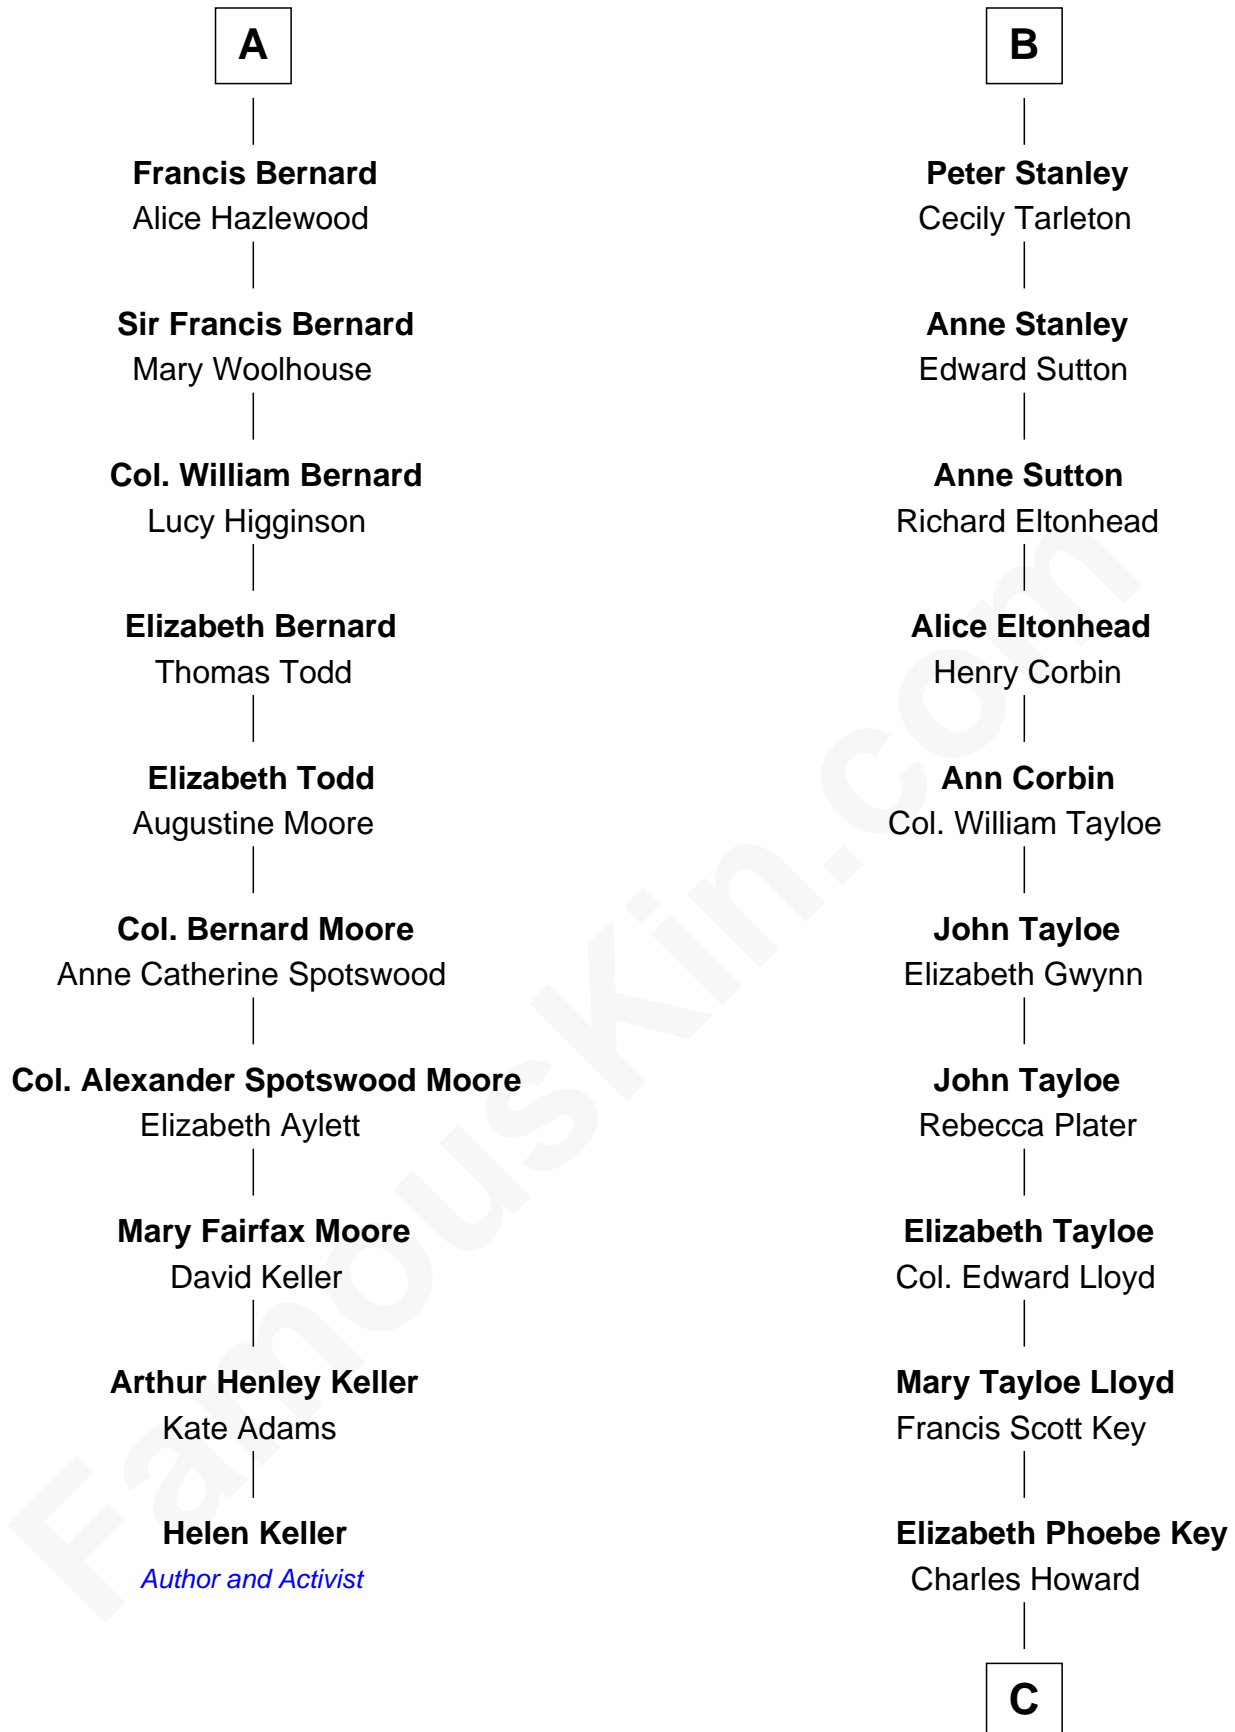 A
Francis Bernard
Alice Hazlewood
Sir Francis Bernard
Mary Woolhouse
Col. William Bernard
Lucy Higginson
Elizabeth Bernard
Thomas Todd
Elizabeth Todd
Augustine Moore
Col. Bernard Moore
Anne Catherine Spotswood
Col. Alexander Spotswood Moore
Elizabeth Aylett
Mary Fairfax Moore
David Keller
Arthur Henley Keller
Kate Adams
Helen Keller
Author and Activist
B
Peter Stanley
Cecily Tarleton
Anne Stanley
Edward Sutton
Anne Sutton
Richard Eltonhead
Alice Eltonhead
Henry Corbin
Ann Corbin
Col. William Tayloe
John Tayloe
Elizabeth Gwynn
John Tayloe
Rebecca Plater
Elizabeth Tayloe
Col. Edward Lloyd
Mary Tayloe Lloyd
Francis Scott Key
Elizabeth Phoebe Key
Charles Howard
C
FamousKin.com